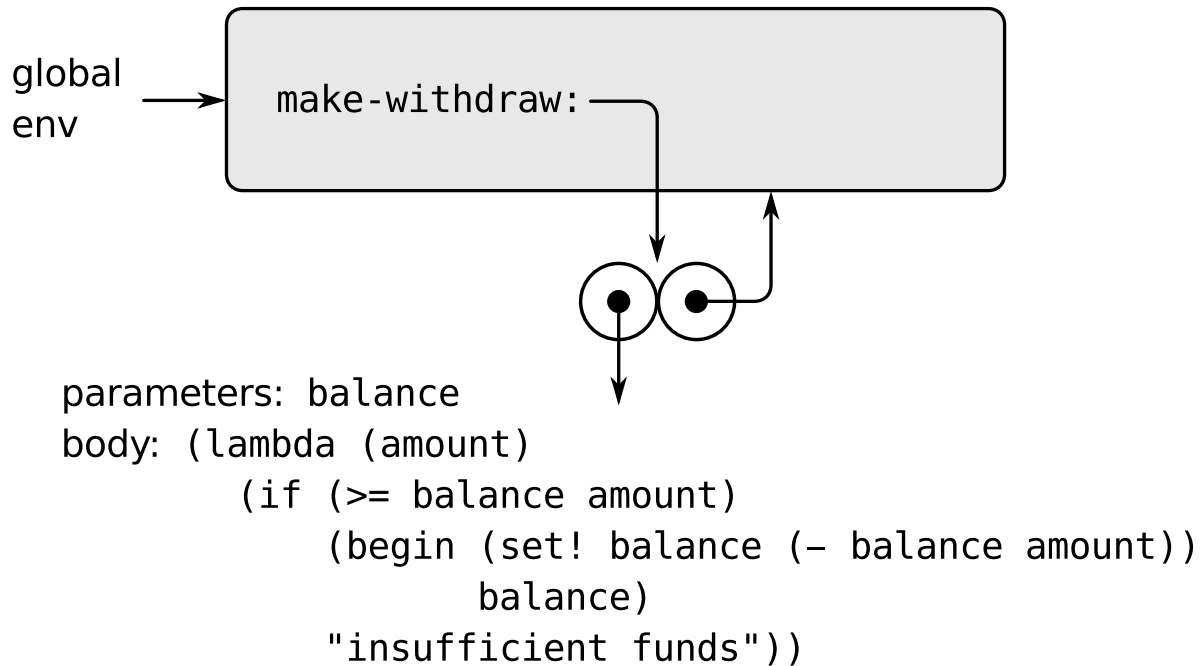 global
env
make-withdraw:
parameters: balance
body: (lambda (amount)
(if (>= balance amount)
(begin (set! balance (– balance amount))
balance)
"insufficient funds"))